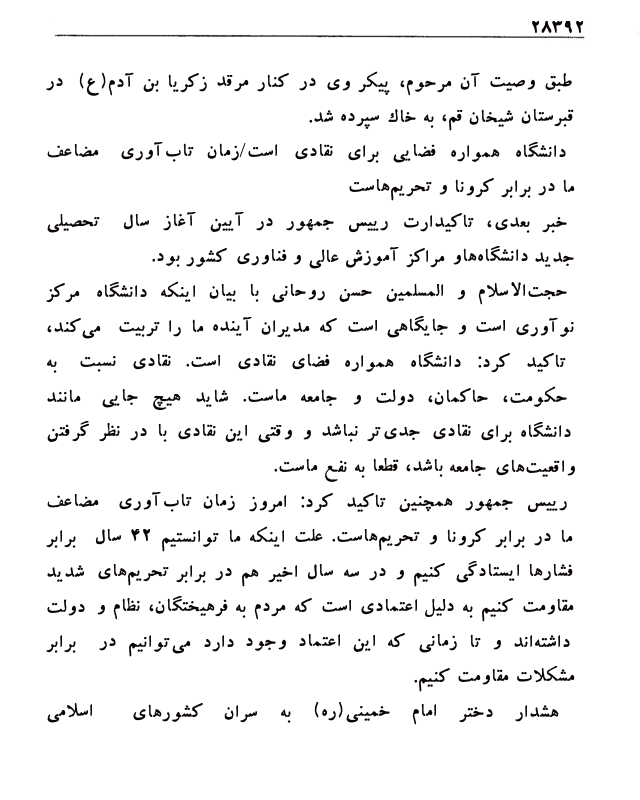 ۲۸۳۹۲
طبق وصیت آن مرحوم، پیکر وی در کنار مرقد زکریا بن آدم(ع) در
قبرستان شیخان قم، به خاك سپرده شد.
دانشگاه همواره فضایی برای نقادی است/زمان تاب‌آوری مضاعف
ما در برابر کرونا و تحریم‌هاست
خبر بعدی، تاکیدارت رییس جمهور در آیین آغاز سال تحصیلی
جدید دانشگاه‌هاو مراکز آموزش عالی و فناوری کشور بود.
حجت‌الاسلام و المسلمین حسن روحانی با بیان اینکه دانشگاه مرکز
نوآوری است و جایگاهی است که مدیران آینده ما را تربیت می‌کند،
تاکید کرد: دانشگاه همواره فضای نقادی است. نقادی نسبت به
حکومت، حاکمان، دولت و جامعه ماست. شاید هیچ جایی مانند
دانشگاه برای نقادی جدی‌تر نباشد و وقتی این نقادی با در نظر گرفتن
واقعیت‌های جامعه باشد، قطعا به نفع ماست.
رییس جمهور همچنین تاکید کرد: امروز زمان تاب‌آوری مضاعف
ما در برابر کرونا و تحریم‌هاست. علت اینکه ما توانستیم ۴۲ سال برابر
فشارها ایستادگی کنیم و در سه سال اخیر هم در برابر تحریم‌های شدید
مقاومت کنیم به دلیل اعتمادی است که مردم به فرهیختگان، نظام و دولت
داشته‌اند و تا زمانی که این اعتماد وجود دارد می‌توانیم در برابر
مشکلات مقاومت کنیم.
هشدار دختر امام خمینی(ره) به سران کشورهای اسلامی